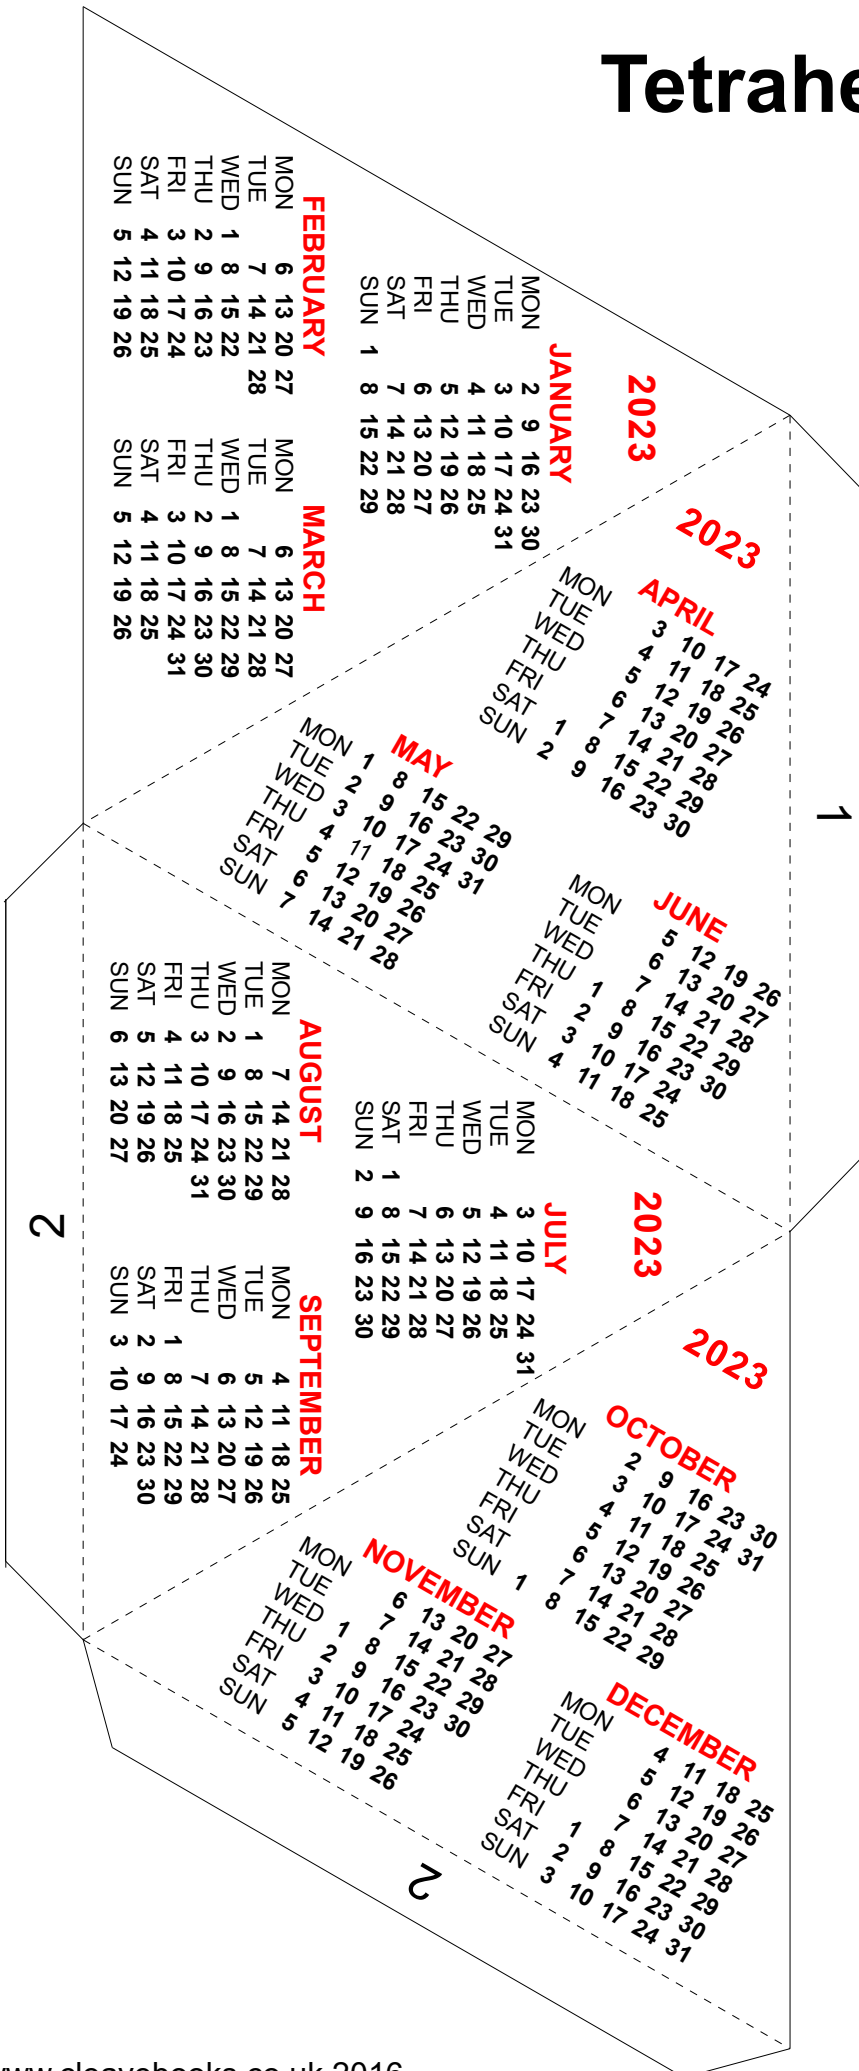 Tetrahe
2023
JANUARY
MON 2 9 16 23 30
TUE 3 10 17 24 31
WED 4 11 18 25
THU 5 12 19 26
FRI 6 13 20 27
SAT 7 14 21 28
SUN 1 8 15 22 29
FEBRUARY
MON 6 13 20 27
TUE 7 14 21 28
WED 1 8 15 22
THU 2 9 16 23
FRI 3 10 17 24
SAT 4 11 18 25
SUN 5 12 19 26
MARCH
MON 6 13 20 27
TUE 7 14 21 28
WED 1 8 15 22 29
THU 2 9 16 23 30
FRI 3 10 17 24 31
SAT 4 11 18 25
SUN 5 12 19 26
2023
APRIL
MON 3 10 17 24
TUE 4 11 18 25
WED 5 12 19 26
THU 6 13 20 27
FRI 7 14 21 28
SAT 1 8 15 22 29
SUN 2 9 16 23 30
MAY
MON 1 8 15 22 29
TUE 2 9 16 23 30
WED 3 10 17 24 31
THU 4 11 18 25
FRI 5 12 19 26
SAT 6 13 20 27
SUN 7 14 21 28
JUNE
MON 5 12 19 26
TUE 6 13 20 27
WED 7 14 21 28
THU 1 8 15 22 29
FRI 2 9 16 23 30
SAT 3 10 17 24
SUN 4 11 18 25
1
2023
JULY
MON 3 10 17 24 31
TUE 4 11 18 25
WED 5 12 19 26
THU 6 13 20 27
FRI 7 14 21 28
SAT 1 8 15 22 29
SUN 2 9 16 23 30
AUGUST
MON 7 14 21 28
TUE 1 8 15 22 29
WED 2 9 16 23 30
THU 3 10 17 24 31
FRI 4 11 18 25
SAT 5 12 19 26
SUN 6 13 20 27
SEPTEMBER
MON 4 11 18 25
TUE 5 12 19 26
WED 6 13 20 27
THU 7 14 21 28
FRI 1 8 15 22 29
SAT 2 9 16 23 30
SUN 3 10 17 24
2
2023
OCTOBER
MON 2 9 16 23 30
TUE 3 10 17 24 31
WED 4 11 18 25
THU 5 12 19 26
FRI 6 13 20 27
SAT 7 14 21 28
SUN 1 8 15 22 29
NOVEMBER
MON 6 13 20 27
TUE 7 14 21 28
WED 1 8 15 22 29
THU 2 9 16 23 30
FRI 3 10 17 24
SAT 4 11 18 25
SUN 5 12 19 26
DECEMBER
MON 4 11 18 25
TUE 5 12 19 26
WED 6 13 20 27
THU 7 14 21 28
FRI 1 8 15 22 29
SAT 2 9 16 23 30
SUN 3 10 17 24 31
2
www.cleavebooks.co.uk 2016